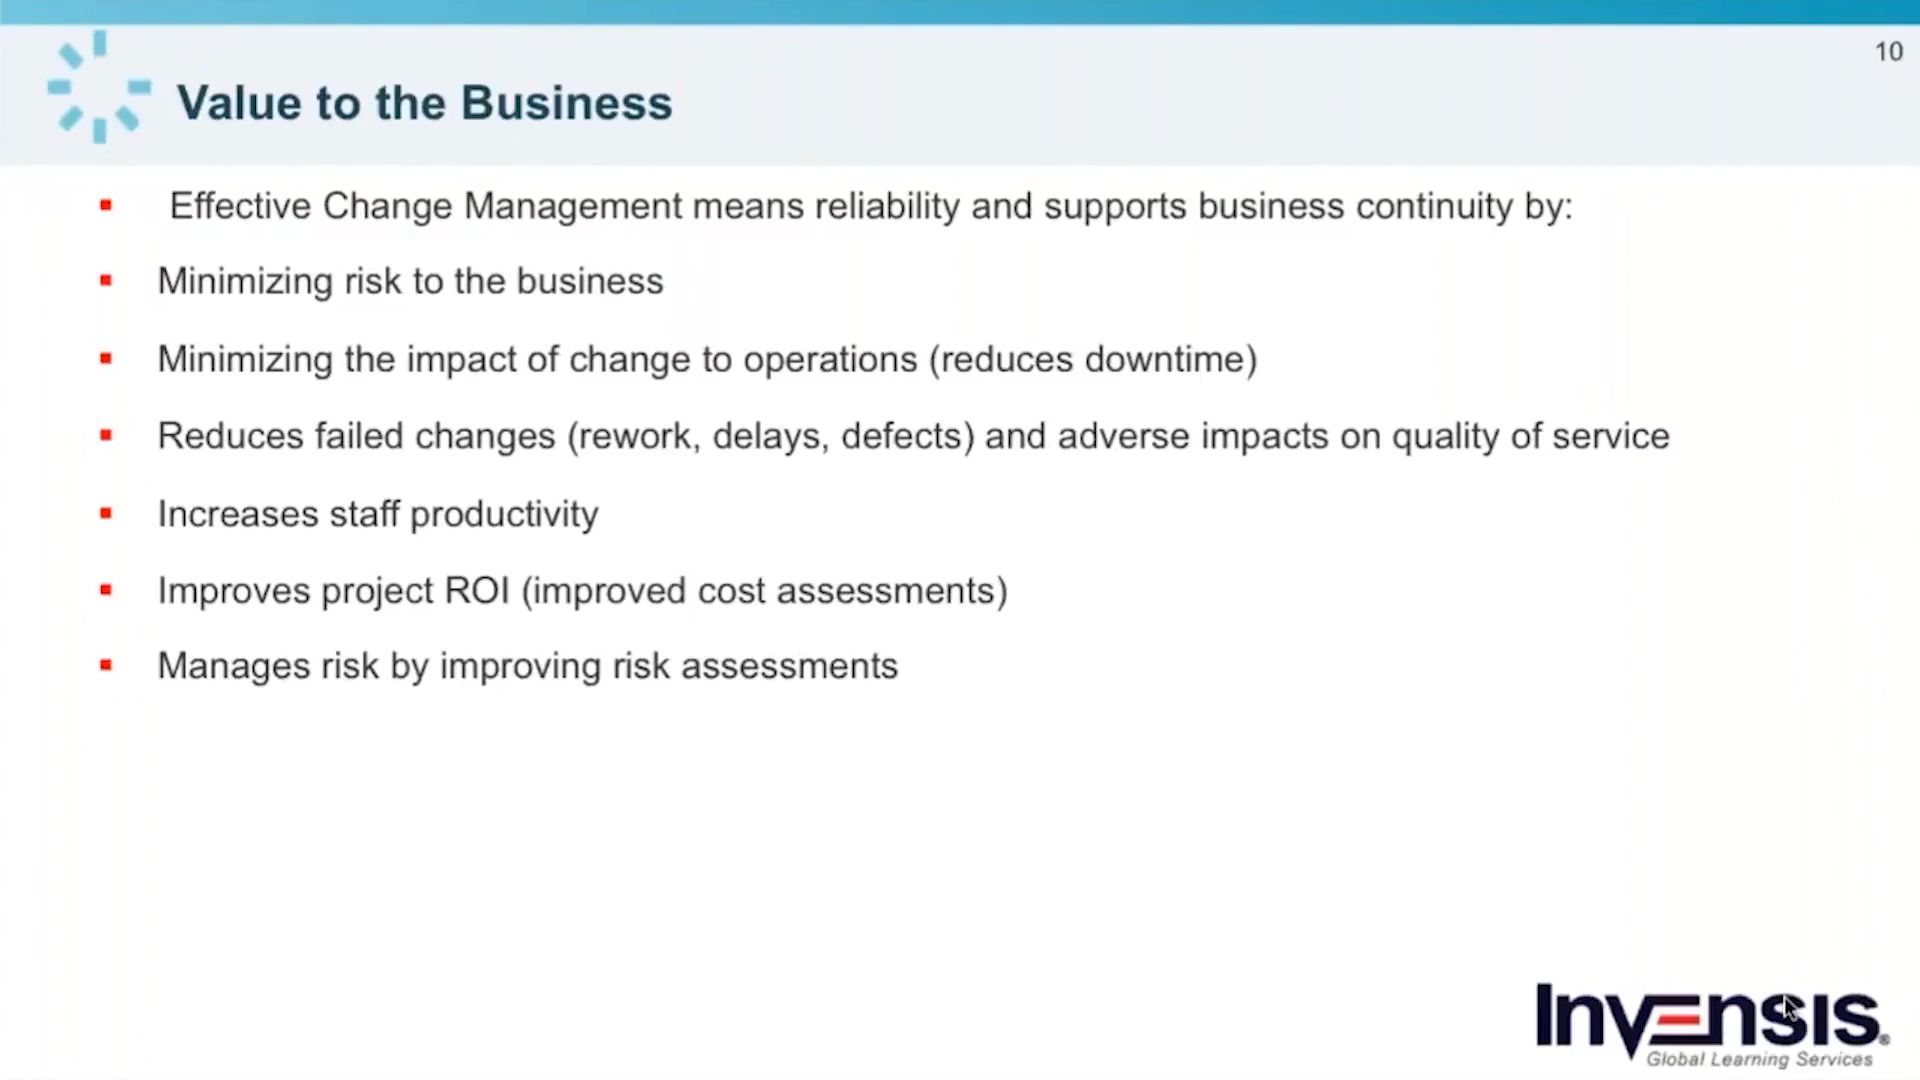 10
Value to the Business
Effective Change Management means reliability and supports business continuity by:
Minimizing risk to the business
Minimizing the impact of change to operations (reduces downtime)
Reduces failed changes (rework, delays, defects) and adverse impacts on quality of service
Increases staff productivity
Improves project ROI (improved cost assessments)
Manages risk by improving risk assessments
Invensis®
Global Learning Services